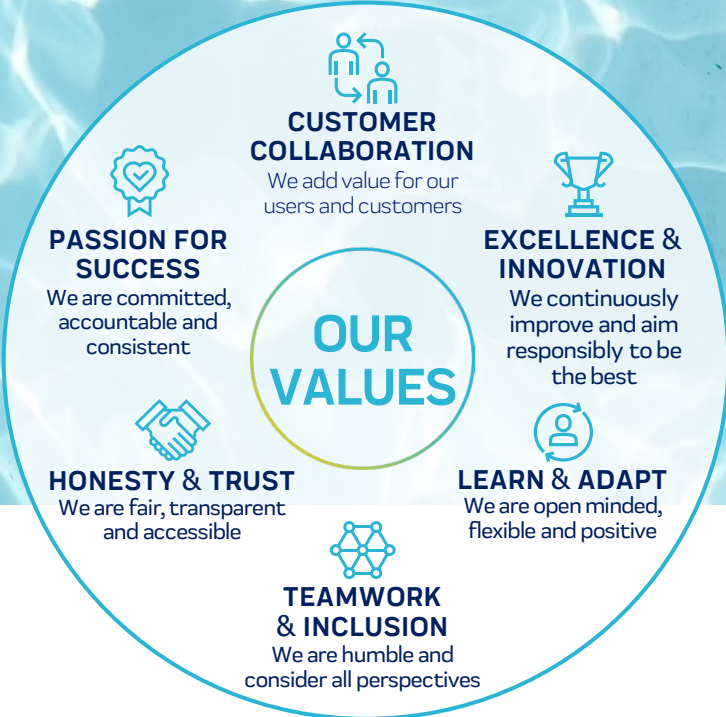 CUSTOMER
COLLABORATION
We add value for our
users and customers
PASSION FOR
SUCCESS
We are committed,
accountable and
consistent
EXCELLENCE &
INNOVATION
We continuously
improve and aim
responsibly to be
the best
OUR
VALUES
HONESTY & TRUST
We are fair, transparent
and accessible
LEARN & ADAPT
We are open minded,
flexible and positive
TEAMWORK
& INCLUSION
We are humble and
consider all perspectives